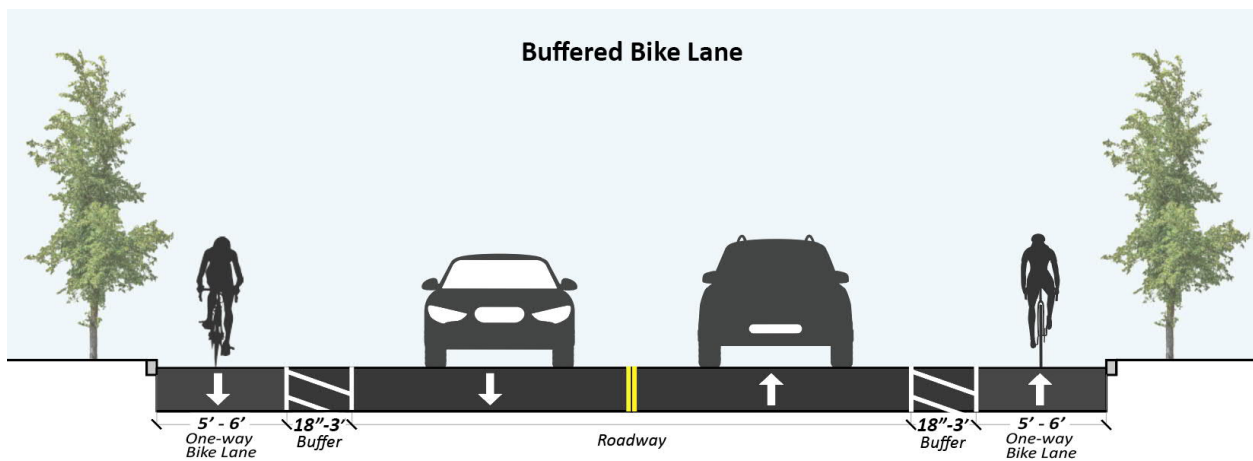 Buffered Bike Lane
5’ - 6’
One-way
Bike Lane
18”-3’
Buffer
Roadway
18”-3’
Buffer
5’ - 6’
One-way
Bike Lane